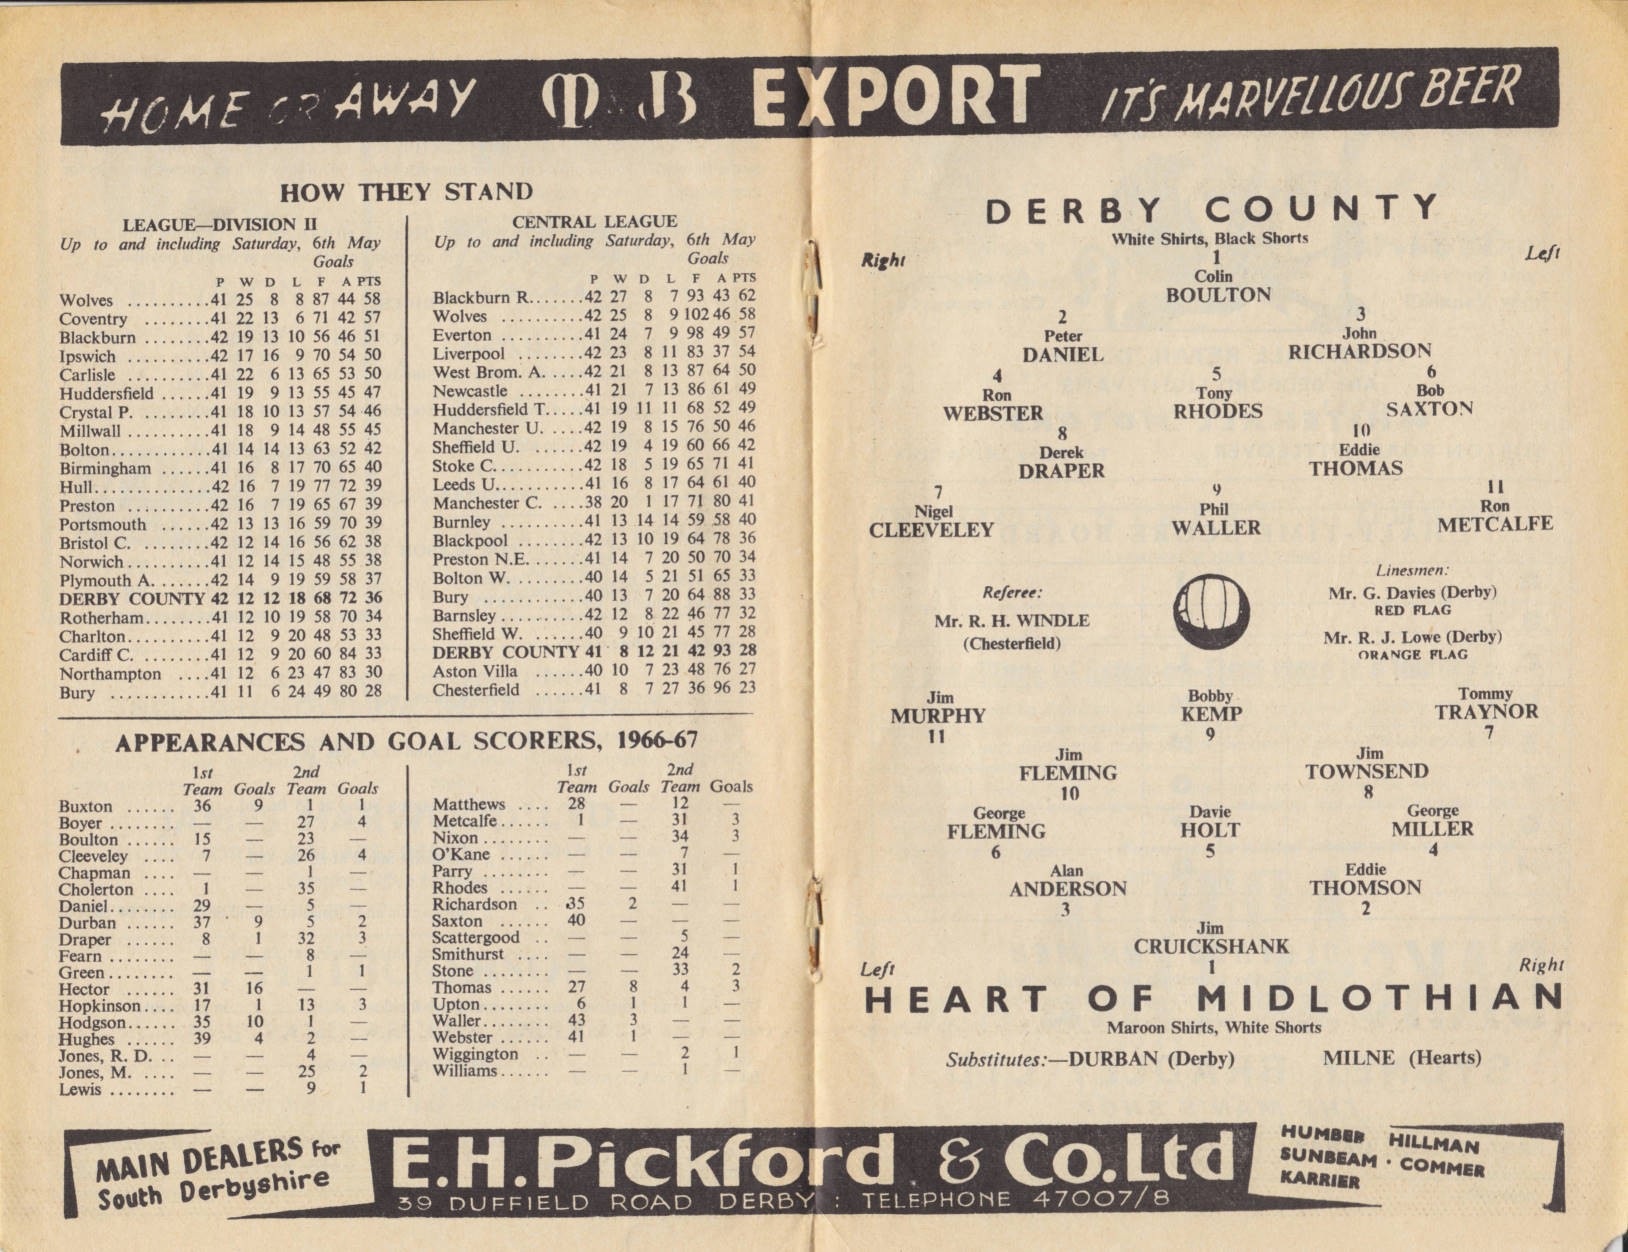 HOME OR AWAY M B EXPORT IT'S MARVELLOUS BEER
HOW THEY STAND
LEAGUE—DIVISION II
Up to and including Saturday, 6th May
Goals
P W D L F A PTS
Wolves .......... 41 25 8 8 87 44 58
Coventry ........ 41 22 13 6 71 42 57
Blackburn ........ 42 19 13 10 56 46 51
Ipswich .......... 42 17 16 9 70 54 50
Carlisle .......... 41 22 6 13 65 53 50
Huddersfield ...... 41 19 9 13 55 45 47
Crystal P. ........ 41 18 10 13 57 54 46
Millwall .......... 41 18 9 14 48 55 45
Bolton............ 41 14 14 13 63 52 42
Birmingham ...... 41 16 8 17 70 65 40
Hull.............. 42 16 7 19 77 72 39
Preston .......... 42 16 7 19 65 67 39
Portsmouth ...... 42 13 13 16 59 70 39
Bristol C. ........ 42 12 14 16 56 62 38
Norwich.......... 41 12 14 15 48 55 38
Plymouth A. ....... 42 14 9 19 59 58 37
DERBY COUNTY 42 12 12 18 68 72 36
Rotherham........ 41 12 10 19 58 70 34
Charlton.......... 41 12 9 20 48 53 33
Cardiff C. ........ 41 12 9 20 60 84 33
Northampton .... 41 12 6 23 47 83 30
Bury ............ 41 11 6 24 49 80 28
CENTRAL LEAGUE
Up to and including Saturday, 6th May
Goals
P W D L F A PTS
Blackburn R....... 42 27 8 7 93 43 62
Wolves .......... 42 25 8 9 102 46 58
Everton .......... 41 24 7 9 98 49 57
Liverpool ........ 42 23 8 11 83 37 54
West Brom. A. ..... 42 21 8 13 87 64 50
Newcastle ........ 41 21 7 13 86 61 49
Huddersfield T..... 41 19 11 11 68 52 49
Manchester U. ..... 42 19 8 15 76 50 46
Sheffield U. ...... 42 19 4 19 60 66 42
Stoke C........... 42 18 5 19 65 71 41
Leeds U........... 41 16 8 17 64 61 40
Manchester C. ..... 38 20 1 17 71 80 41
Burnley .......... 41 13 14 14 59 58 40
Blackpool ........ 42 13 10 19 64 78 36
Preston N.E. ...... 41 14 7 20 50 70 34
Bolton W. ........ 40 14 5 21 51 65 33
Bury ............ 40 13 7 20 64 88 33
Barnsley .......... 42 12 8 22 46 77 32
Sheffield W. ...... 40 9 10 21 45 77 28
DERBY COUNTY 41 8 12 21 42 93 28
Aston Villa ...... 40 10 7 23 48 76 27
Chesterfield ...... 41 8 7 27 36 96 23
APPEARANCES AND GOAL SCORERS, 1966-67
1st 2nd
Team Goals Team Goals
Buxton ...... 36 9 1 1
Boyer ........ — — 27 4
Boulton ...... 15 — 23 —
Cleeveley .... 7 — 26 4
Chapman .... — — 1 —
Cholerton .... 1 — 35 —
Daniel........ 29 — 5 —
Durban ...... 37 9 5 2
Draper ...... 8 1 32 3
Fearn ........ — — 8 —
Green........ — — 1 1
Hector ...... 31 16 — —
Hopkinson.... 17 1 13 3
Hodgson...... 35 10 1 —
Hughes ...... 39 4 2 —
Jones, R. D. .. — — 4 —
Jones, M. .... — — 25 2
Lewis ........ — — 9 1
1st 2nd
Team Goals Team Goals
Matthews .... 28 — 12 —
Metcalfe...... 1 — 31 3
Nixon ........ — — 34 3
O'Kane ...... — — 7 —
Parry ........ — — 31 1
Rhodes ...... — — 41 1
Richardson .. 35 2 — —
Saxton ...... 40 — — —
Scattergood .. — — 5 —
Smithurst .... — — 24 —
Stone ........ — — 33 2
Thomas ...... 27 8 4 3
Upton........ 6 1 1 —
Waller........ 43 3 — —
Webster ...... 41 1 — —
Wiggington .. — — 2 1
Williams...... — — 1 —
DERBY COUNTY
White Shirts, Black Shorts
Right 1 Left
Colin
BOULTON
2 3
Peter John
DANIEL RICHARDSON
4 5 6
Ron Tony Bob
WEBSTER RHODES SAXTON
8 10
Derek Eddie
DRAPER THOMAS
7 9 11
Nigel Phil Ron
CLEEVELEY WALLER METCALFE
Referee:
Mr. R. H. WINDLE
(Chesterfield)
Linesmen:
Mr. G. Davies (Derby)
RED FLAG
Mr. R. J. Lowe (Derby)
ORANGE FLAG
Jim Bobby Tommy
MURPHY KEMP TRAYNOR
11 9 7
Jim Jim
FLEMING TOWNSEND
10 8
George Davie George
FLEMING HOLT MILLER
6 5 4
Alan Eddie
ANDERSON THOMSON
3 2
Jim
CRUICKSHANK
Left 1 Right
HEART OF MIDLOTHIAN
Maroon Shirts, White Shorts
Substitutes:—DURBAN (Derby) MILNE (Hearts)
MAIN DEALERS for
South Derbyshire
E.H.Pickford & Co.Ltd
39 DUFFIELD ROAD DERBY : TELEPHONE 47007/8
HUMBER HILLMAN
SUNBEAM · COMMER
KARRIER